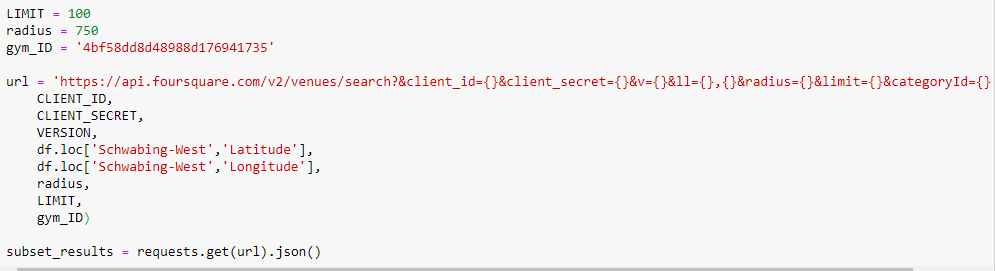 LIMIT = 100
radius = 750
gym_ID = '4bf58dd8d48988d176941735'
url = 'https://api.foursquare.com/v2/venues/search?&client_id={}&client_secret={}&v={}&ll={},{}&radius={}&limit={}&categoryId={}
CLIENT_ID,
CLIENT_SECRET,
VERSION,
df.loc['Schwabing-West','Latitude'],
df.loc['Schwabing-West','Longitude'],
radius,
LIMIT,
gym_ID)
subset_results = requests.get(url).json()